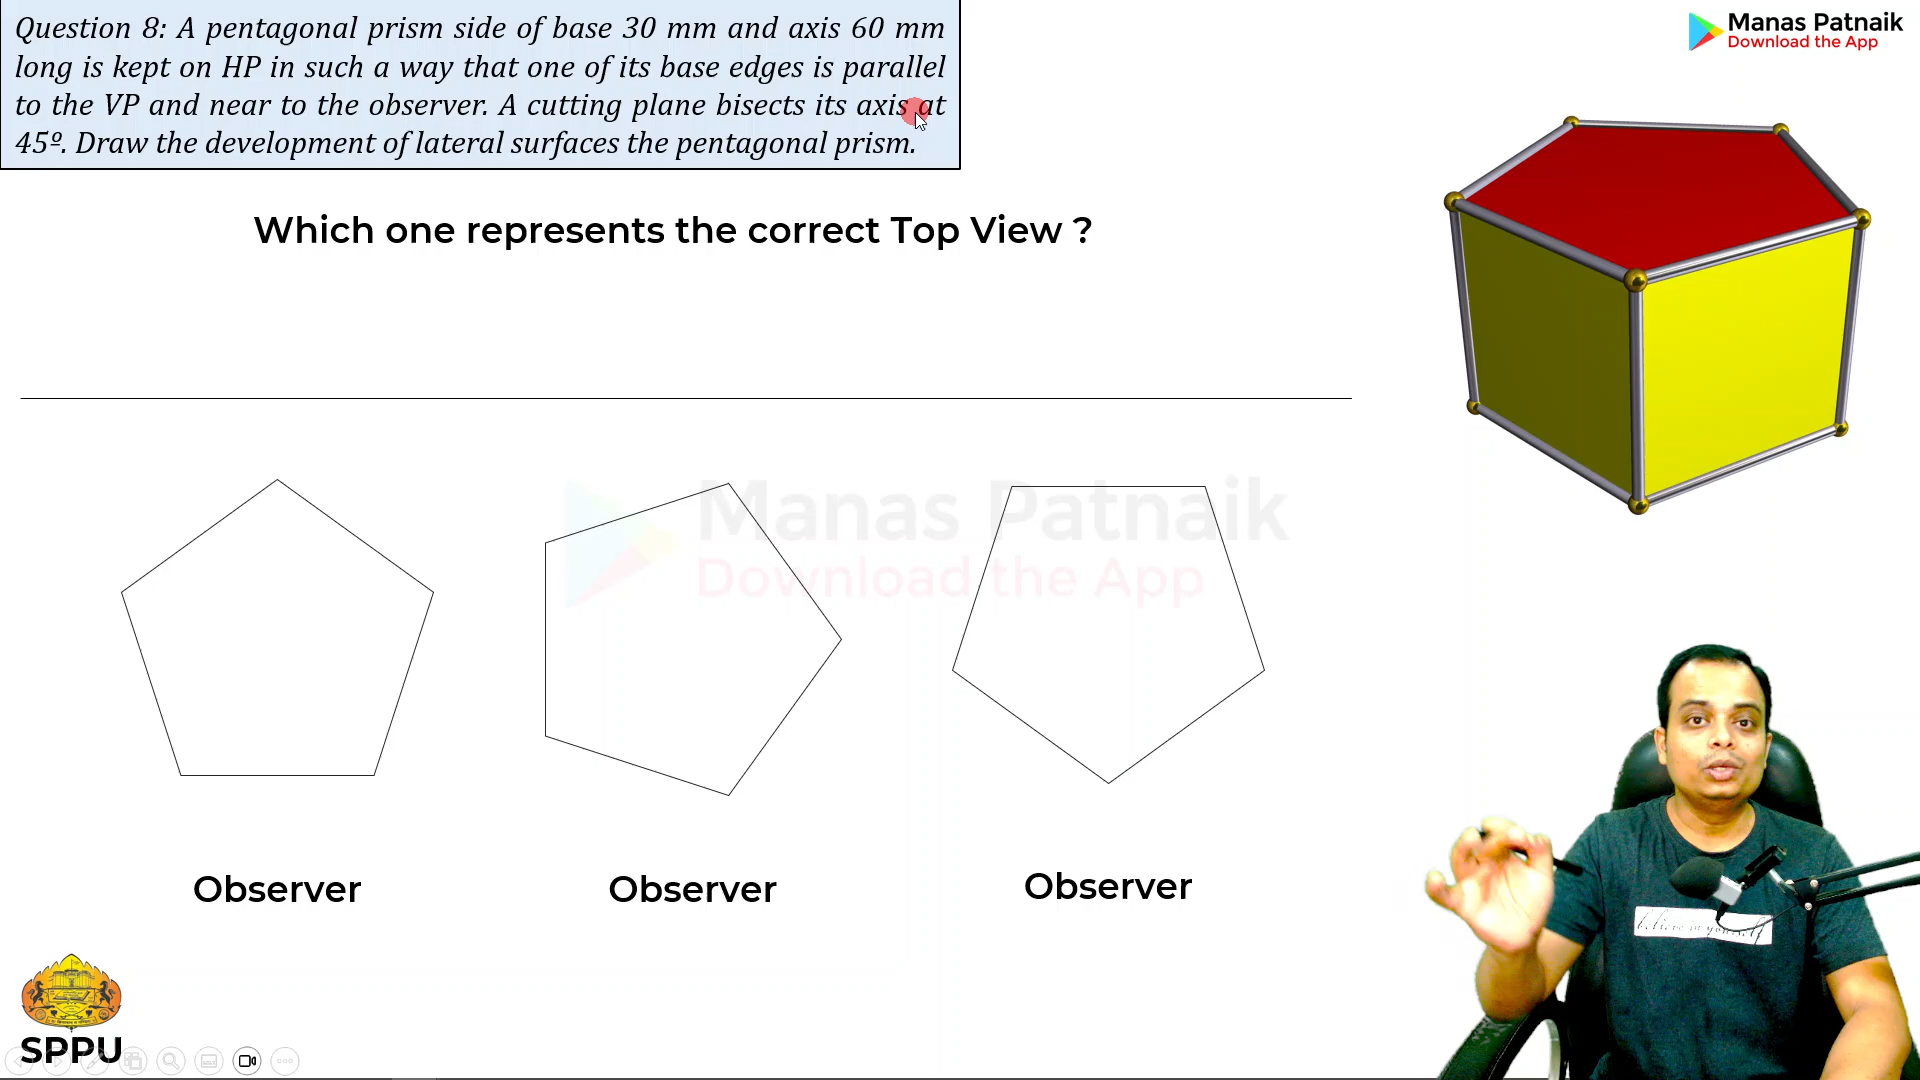 Question 8: A pentagonal prism side of base 30 mm and axis 60 mm
long is kept on HP in such a way that one of its base edges is parallel
to the VP and near to the observer. A cutting plane bisects its axis at
45º. Draw the development of lateral surfaces the pentagonal prism.
Manas Patnaik
Download the App
Which one represents the correct Top View ?
Manas Patnaik
Download the App
Observer
Observer
Observer
believe in yourself
SPPU